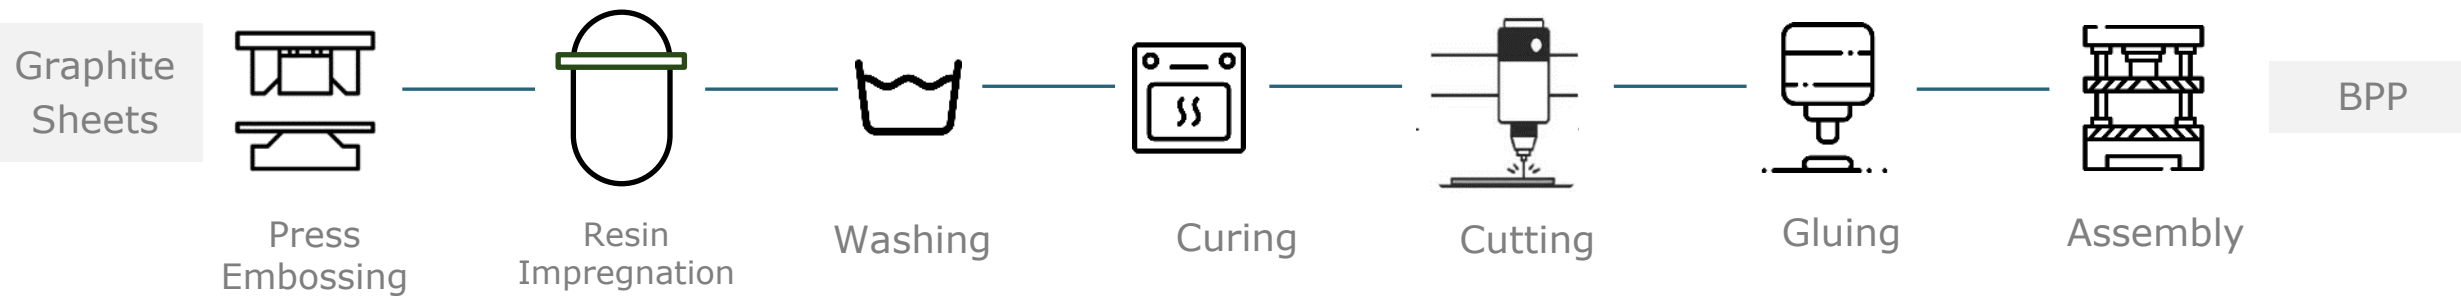 Graphite
Sheets
Press
Embossing
Resin
Impregnation
Washing
Curing
Cutting
Gluing
Assembly
BPP